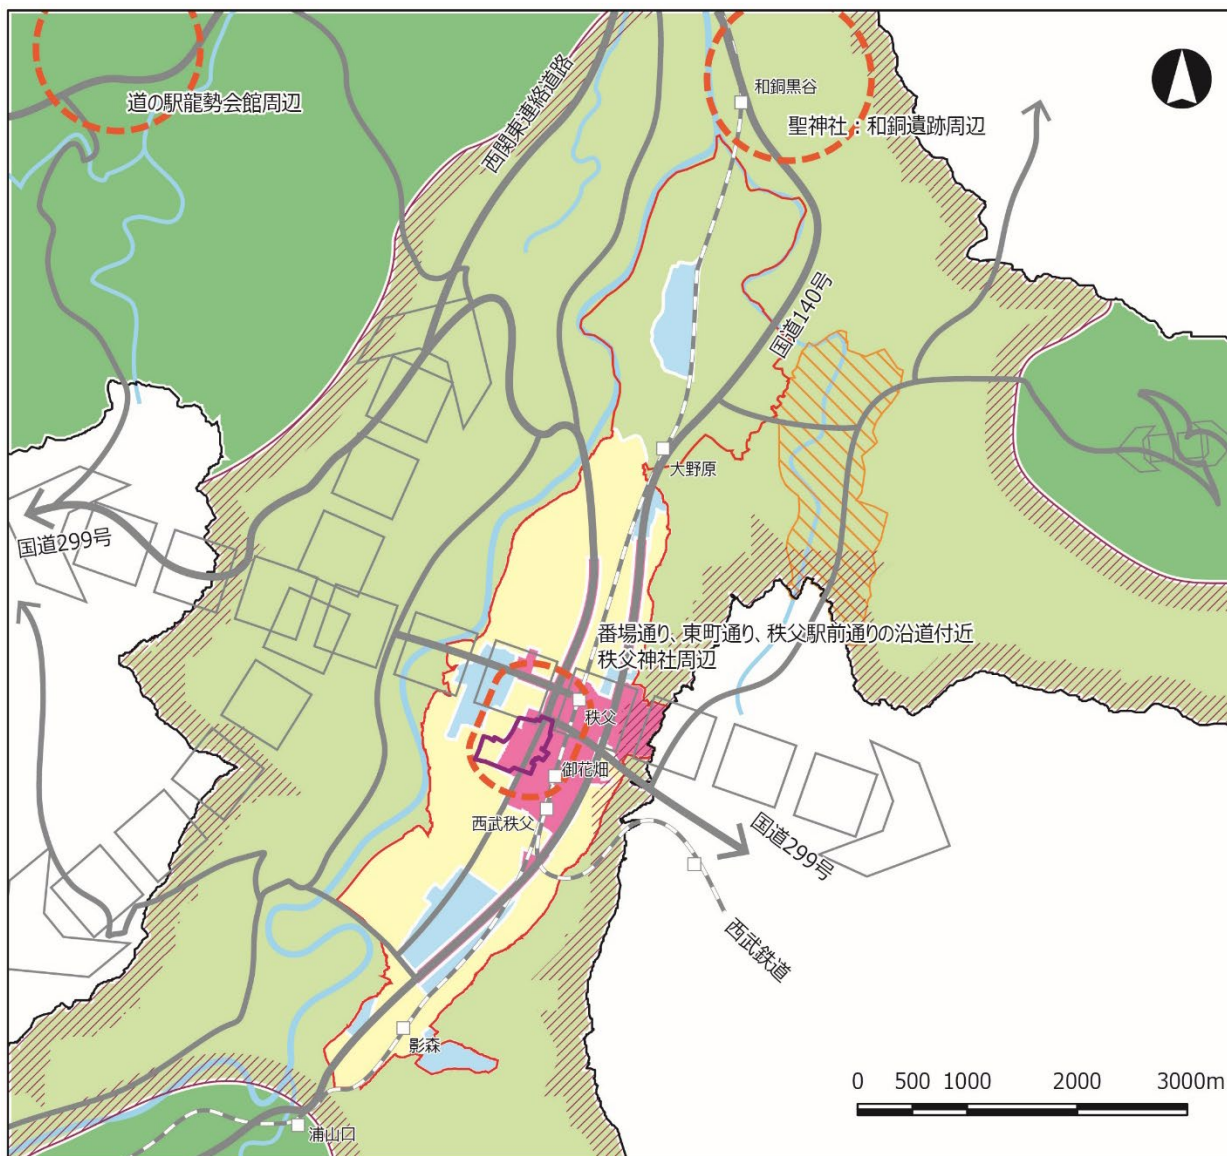 和銅黒谷
道の駅龍勢会館周辺
西関東連絡道路
聖神社：和銅遺跡周辺
国道140号
大野原
国道299号
番場通り、東町通り、秩父駅前通りの沿道付近
秩父神社周辺
秩父
御花畑
西武秩父
国道299号
西武鉄道
影森
浦山口
0 500 1000 2000 3000m